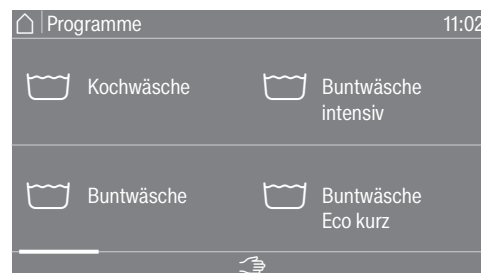 Programme 11:02
Kochwäsche
Buntwäsche
intensiv
Buntwäsche
Buntwäsche
Eco kurz